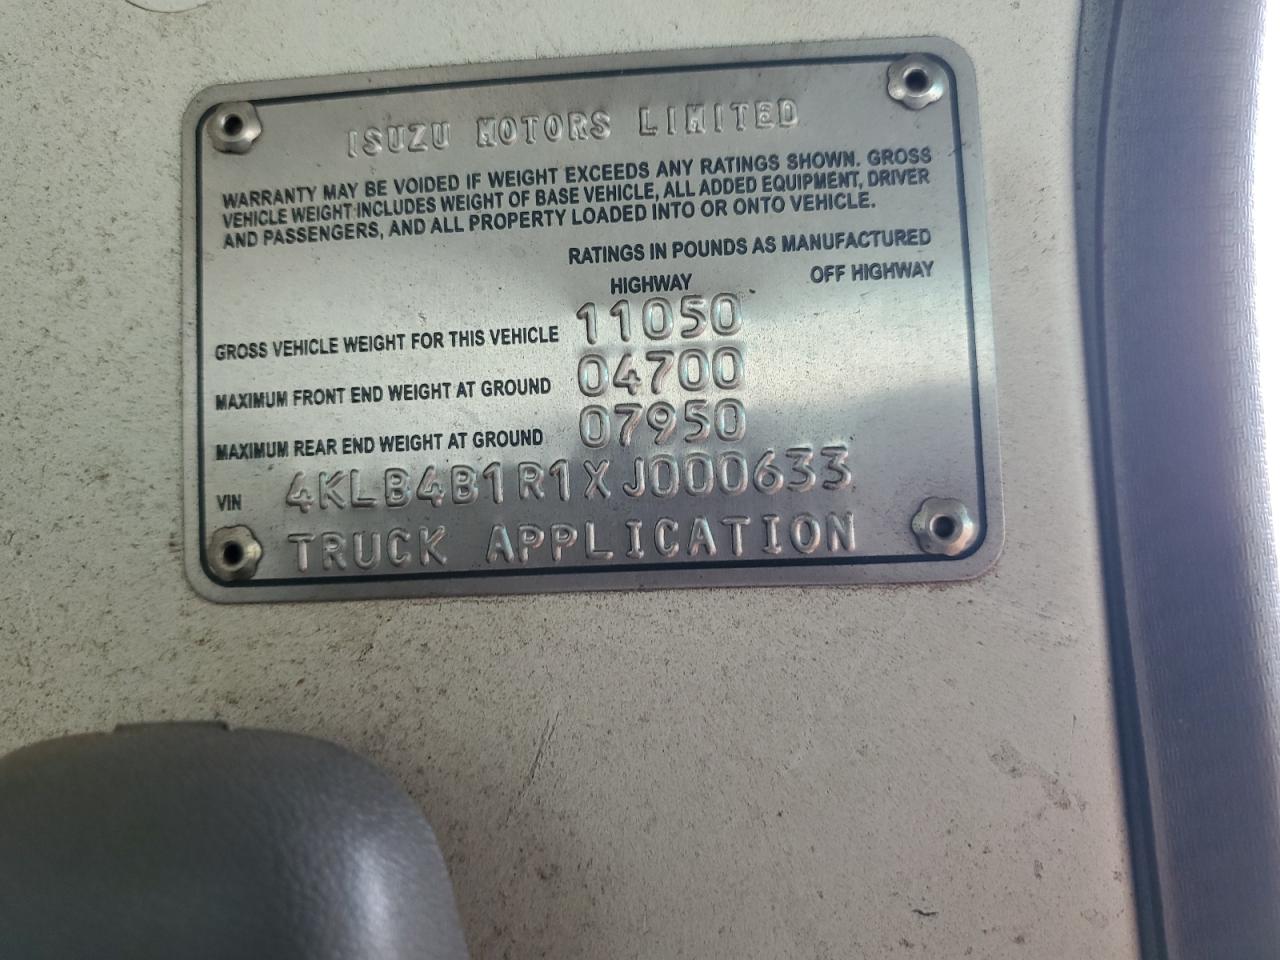 ISUZU MOTORS LIMITED
WARRANTY MAY BE VOIDED IF WEIGHT EXCEEDS ANY RATINGS SHOWN. GROSS
VEHICLE WEIGHT INCLUDES WEIGHT OF BASE VEHICLE, ALL ADDED EQUIPMENT, DRIVER
AND PASSENGERS, AND ALL PROPERTY LOADED INTO OR ONTO VEHICLE.
RATINGS IN POUNDS AS MANUFACTURED
HIGHWAY OFF HIGHWAY
GROSS VEHICLE WEIGHT FOR THIS VEHICLE 11050
MAXIMUM FRONT END WEIGHT AT GROUND 04700
MAXIMUM REAR END WEIGHT AT GROUND 07950
VIN 4KLB4B1R1XJ000633
TRUCK APPLICATION